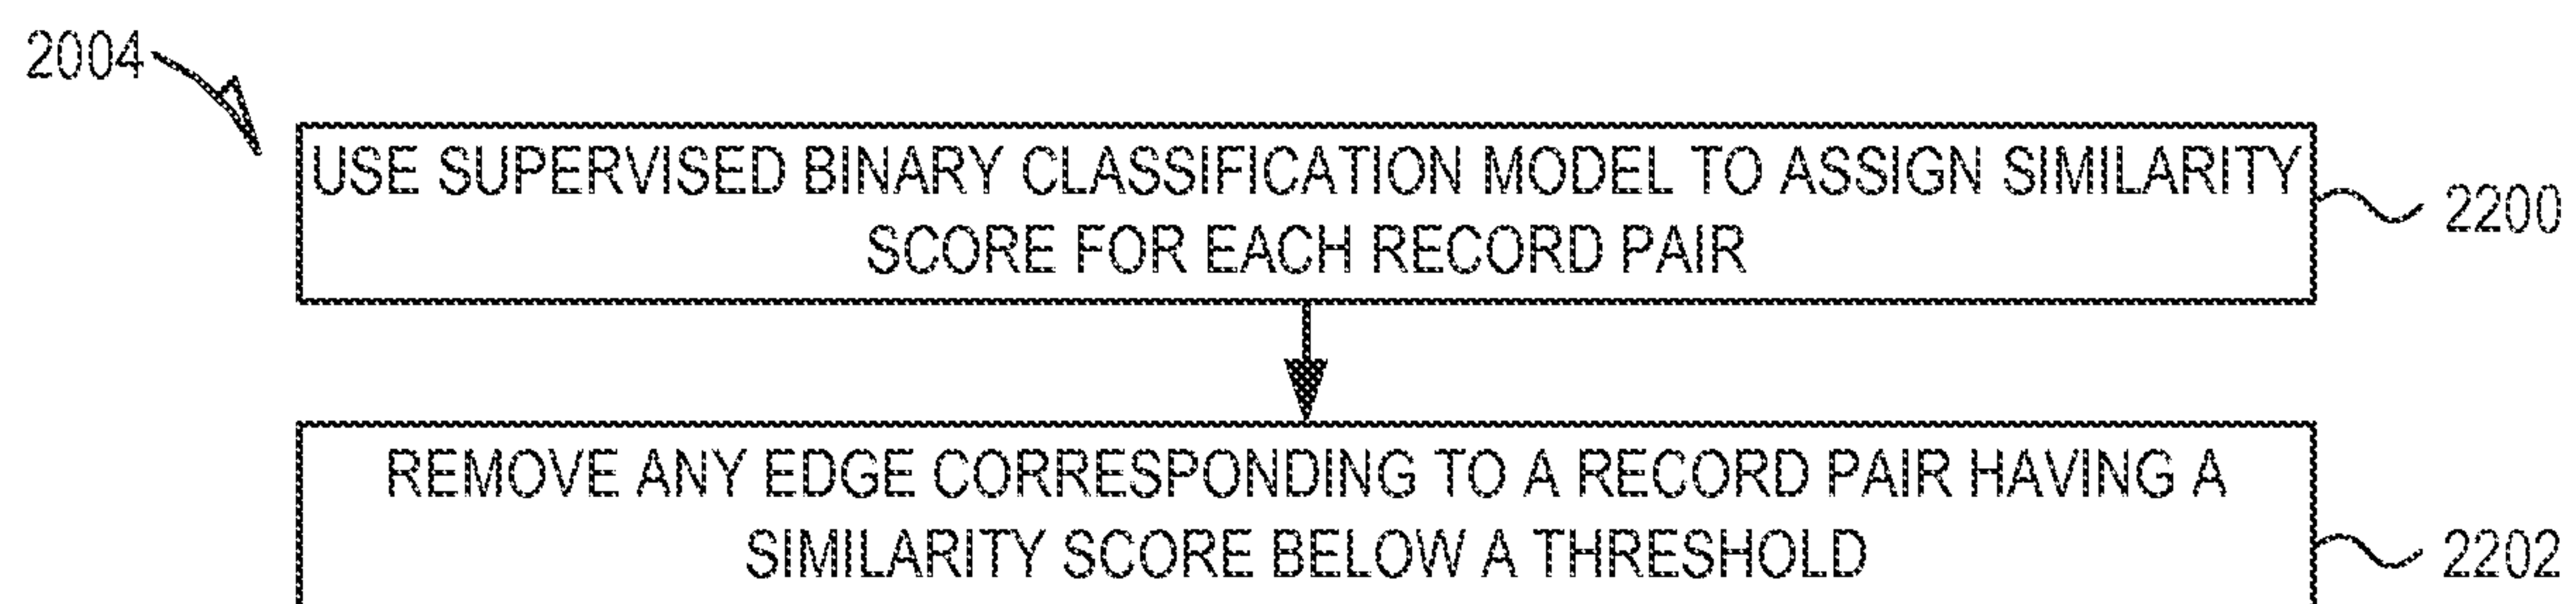 2004
USE SUPERVISED BINARY CLASSIFICATION MODEL TO ASSIGN SIMILARITY
SCORE FOR EACH RECORD PAIR
2200
REMOVE ANY EDGE CORRESPONDING TO A RECORD PAIR HAVING A
SIMILARITY SCORE BELOW A THRESHOLD
2202